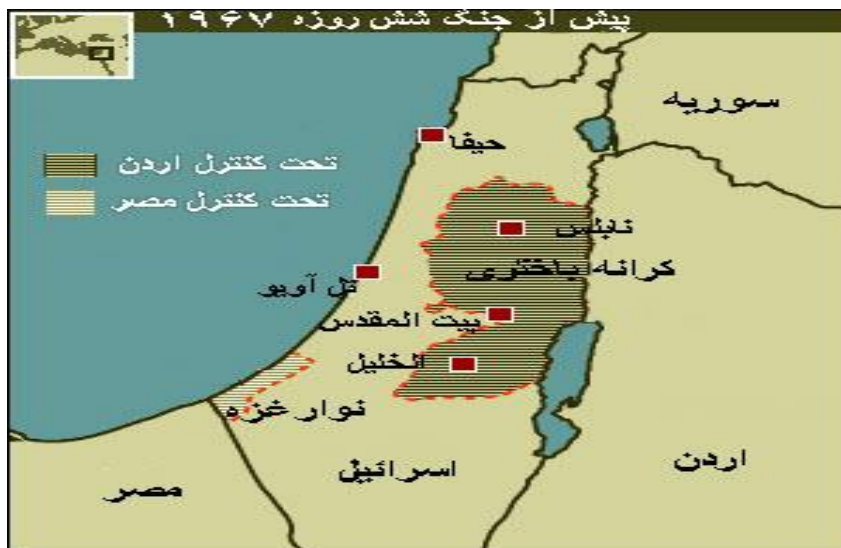 پیش از جنگ شش روزه ۱۹۶۷
سوریه
حیفا
تحت کنترل اردن
تحت کنترل مصر
نابلس
کرانه باختری
تل آویو
بیت المقدس
الخلیل
نوار غزه
اسرائیل
اردن
مصر